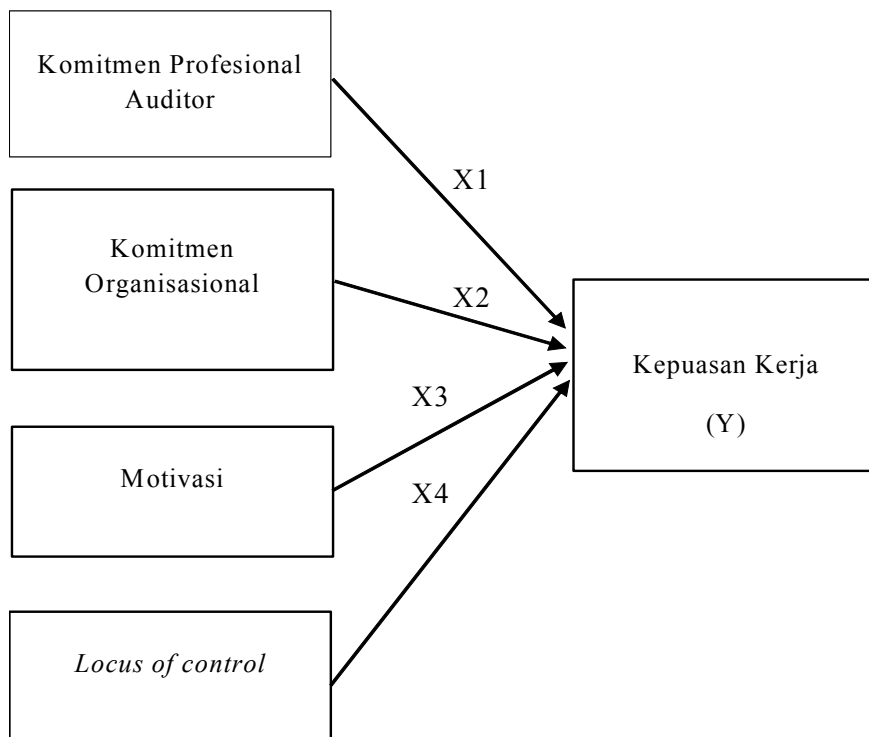 Komitmen Profesional
Auditor
X1
Komitmen
Organisasional
X2
Kepuasan Kerja
(Y)
X3
Motivasi
X4
Locus of control